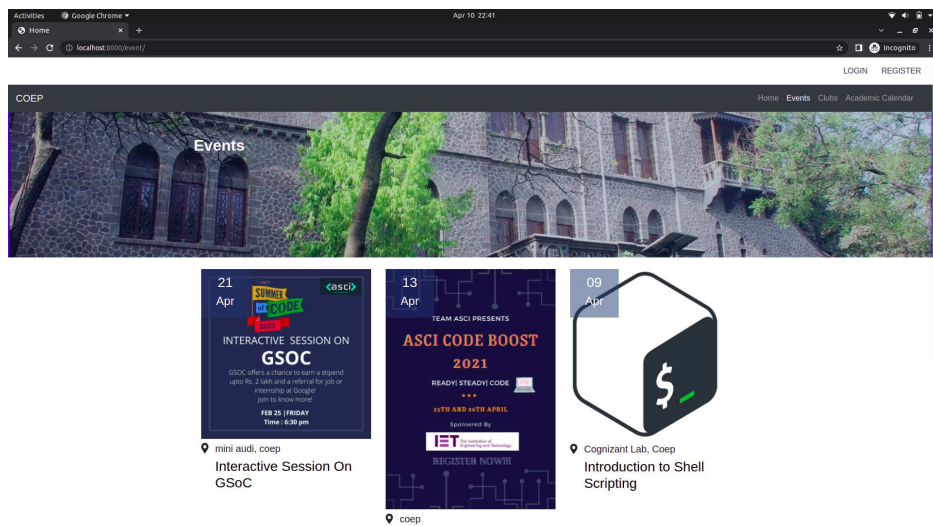 Activities Google Chrome Apr 10 22:41
Home
localhost:8000/event/ Incognito
LOGIN REGISTER
COEP Home Events Clubs Academic Calendar
Events
21
Apr
SUMMER
of CODE
2023
<asci>
INTERACTIVE SESSION ON
GSOC
GSOC offers a chance to earn a stipend
upto Rs. 2 lakh and a referral for job or
internship at Google!
Join to know more!
FEB 25 |FRIDAY
Time : 6:30 pm
mini audi, coep
Interactive Session On
GSoC
13
Apr
TEAM ASCI PRESENTS
ASCI CODE BOOST
2021
READY| STEADY| CODE
25TH AND 26TH APRIL
Sponsered By
IET The Institution of
Engineering and Technology
REGISTER NOW!!!
coep
09
Apr
$_
Cognizant Lab, Coep
Introduction to Shell
Scripting